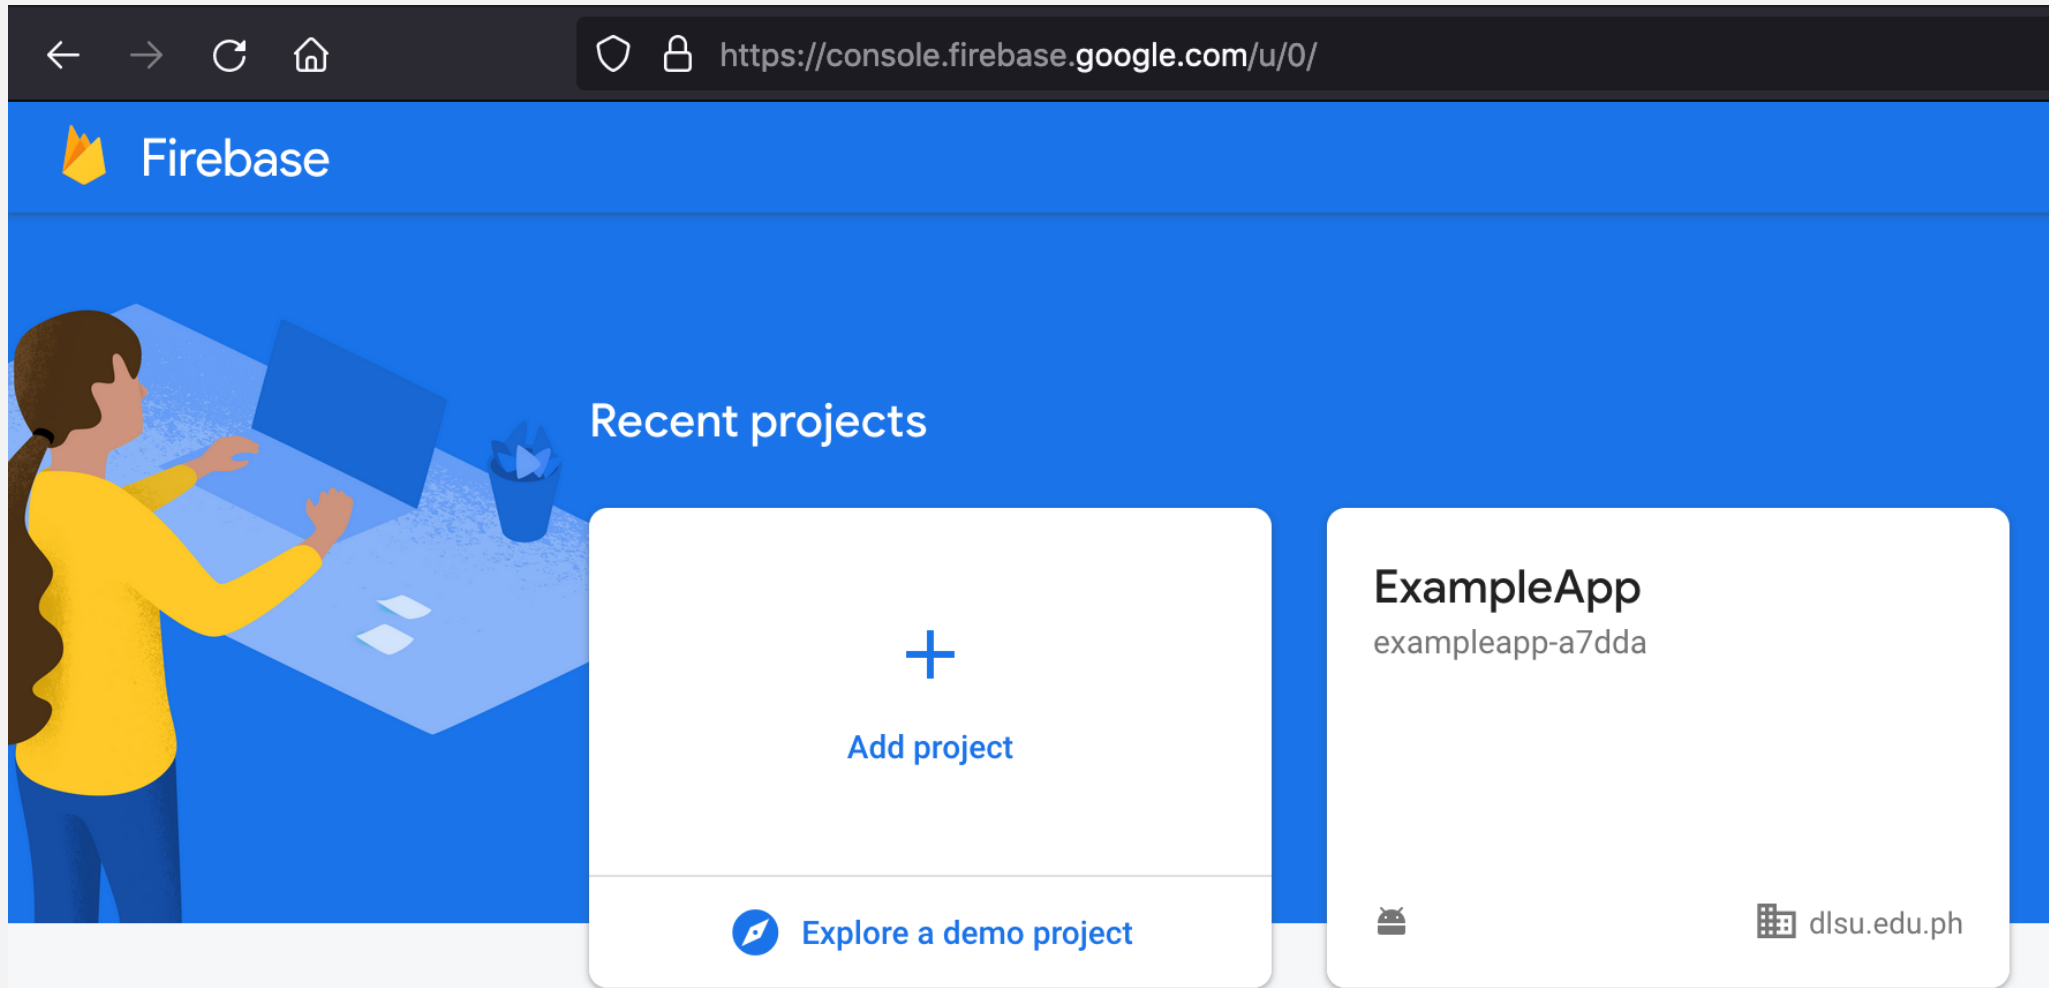 https://console.firebase.google.com/u/0/
Firebase
Recent projects
Add project
Explore a demo project
ExampleApp
exampleapp-a7dda
dlsu.edu.ph